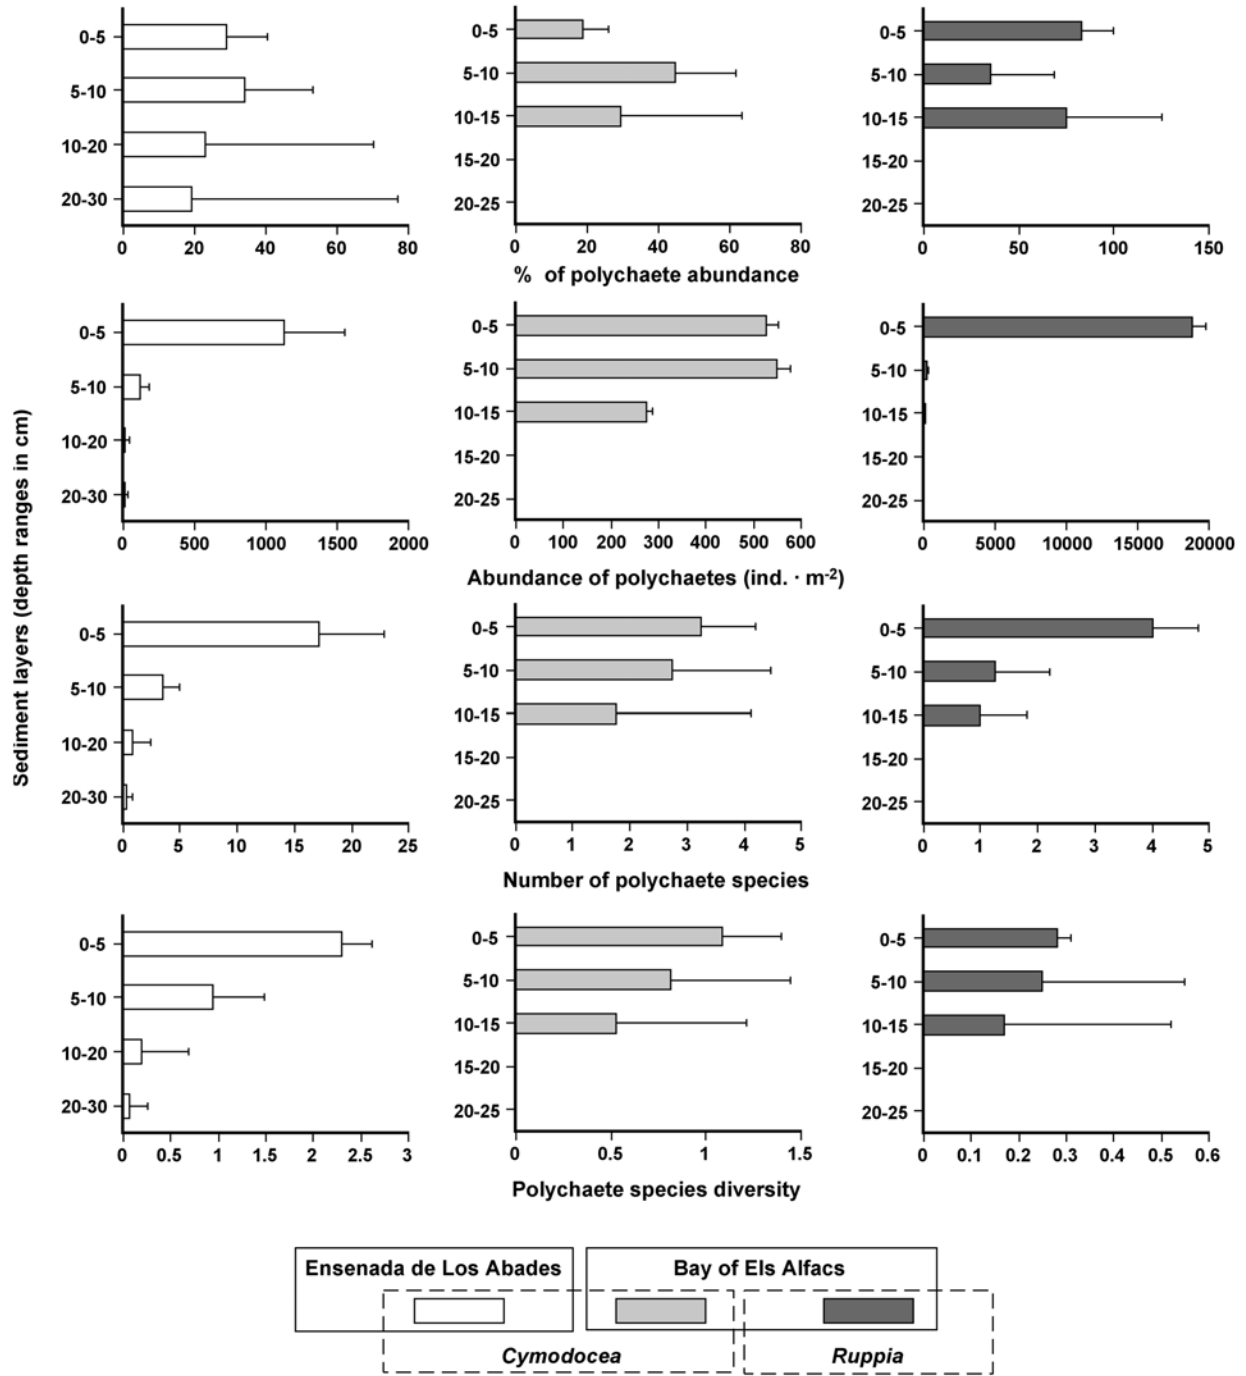 0-5
5-10
10-20
20-30
0 20 40 60 80
0-5
5-10
10-15
15-20
20-25
0 20 40 60 80
0-5
5-10
10-15
15-20
20-25
0 50 100 150
% of polychaete abundance
0-5
5-10
10-20
20-30
0 500 1000 1500 2000
0-5
5-10
10-15
15-20
20-25
0 100 200 300 400 500 600
0-5
5-10
10-15
15-20
20-25
0 5000 10000 15000 20000
Abundance of polychaetes (ind. · m-2)
Sediment layers (depth ranges in cm)
0-5
5-10
10-20
20-30
0 5 10 15 20 25
0-5
5-10
10-15
15-20
20-25
0 1 2 3 4 5
0-5
5-10
10-15
15-20
20-25
0 1 2 3 4 5
Number of polychaete species
0-5
5-10
10-20
20-30
0 0.5 1 1.5 2 2.5 3
0-5
5-10
10-15
15-20
20-25
0 0.5 1 1.5
0-5
5-10
10-15
15-20
20-25
0 0.1 0.2 0.3 0.4 0.5 0.6
Polychaete species diversity
Ensenada de Los Abades
Bay of Els Alfacs
Cymodocea
Ruppia